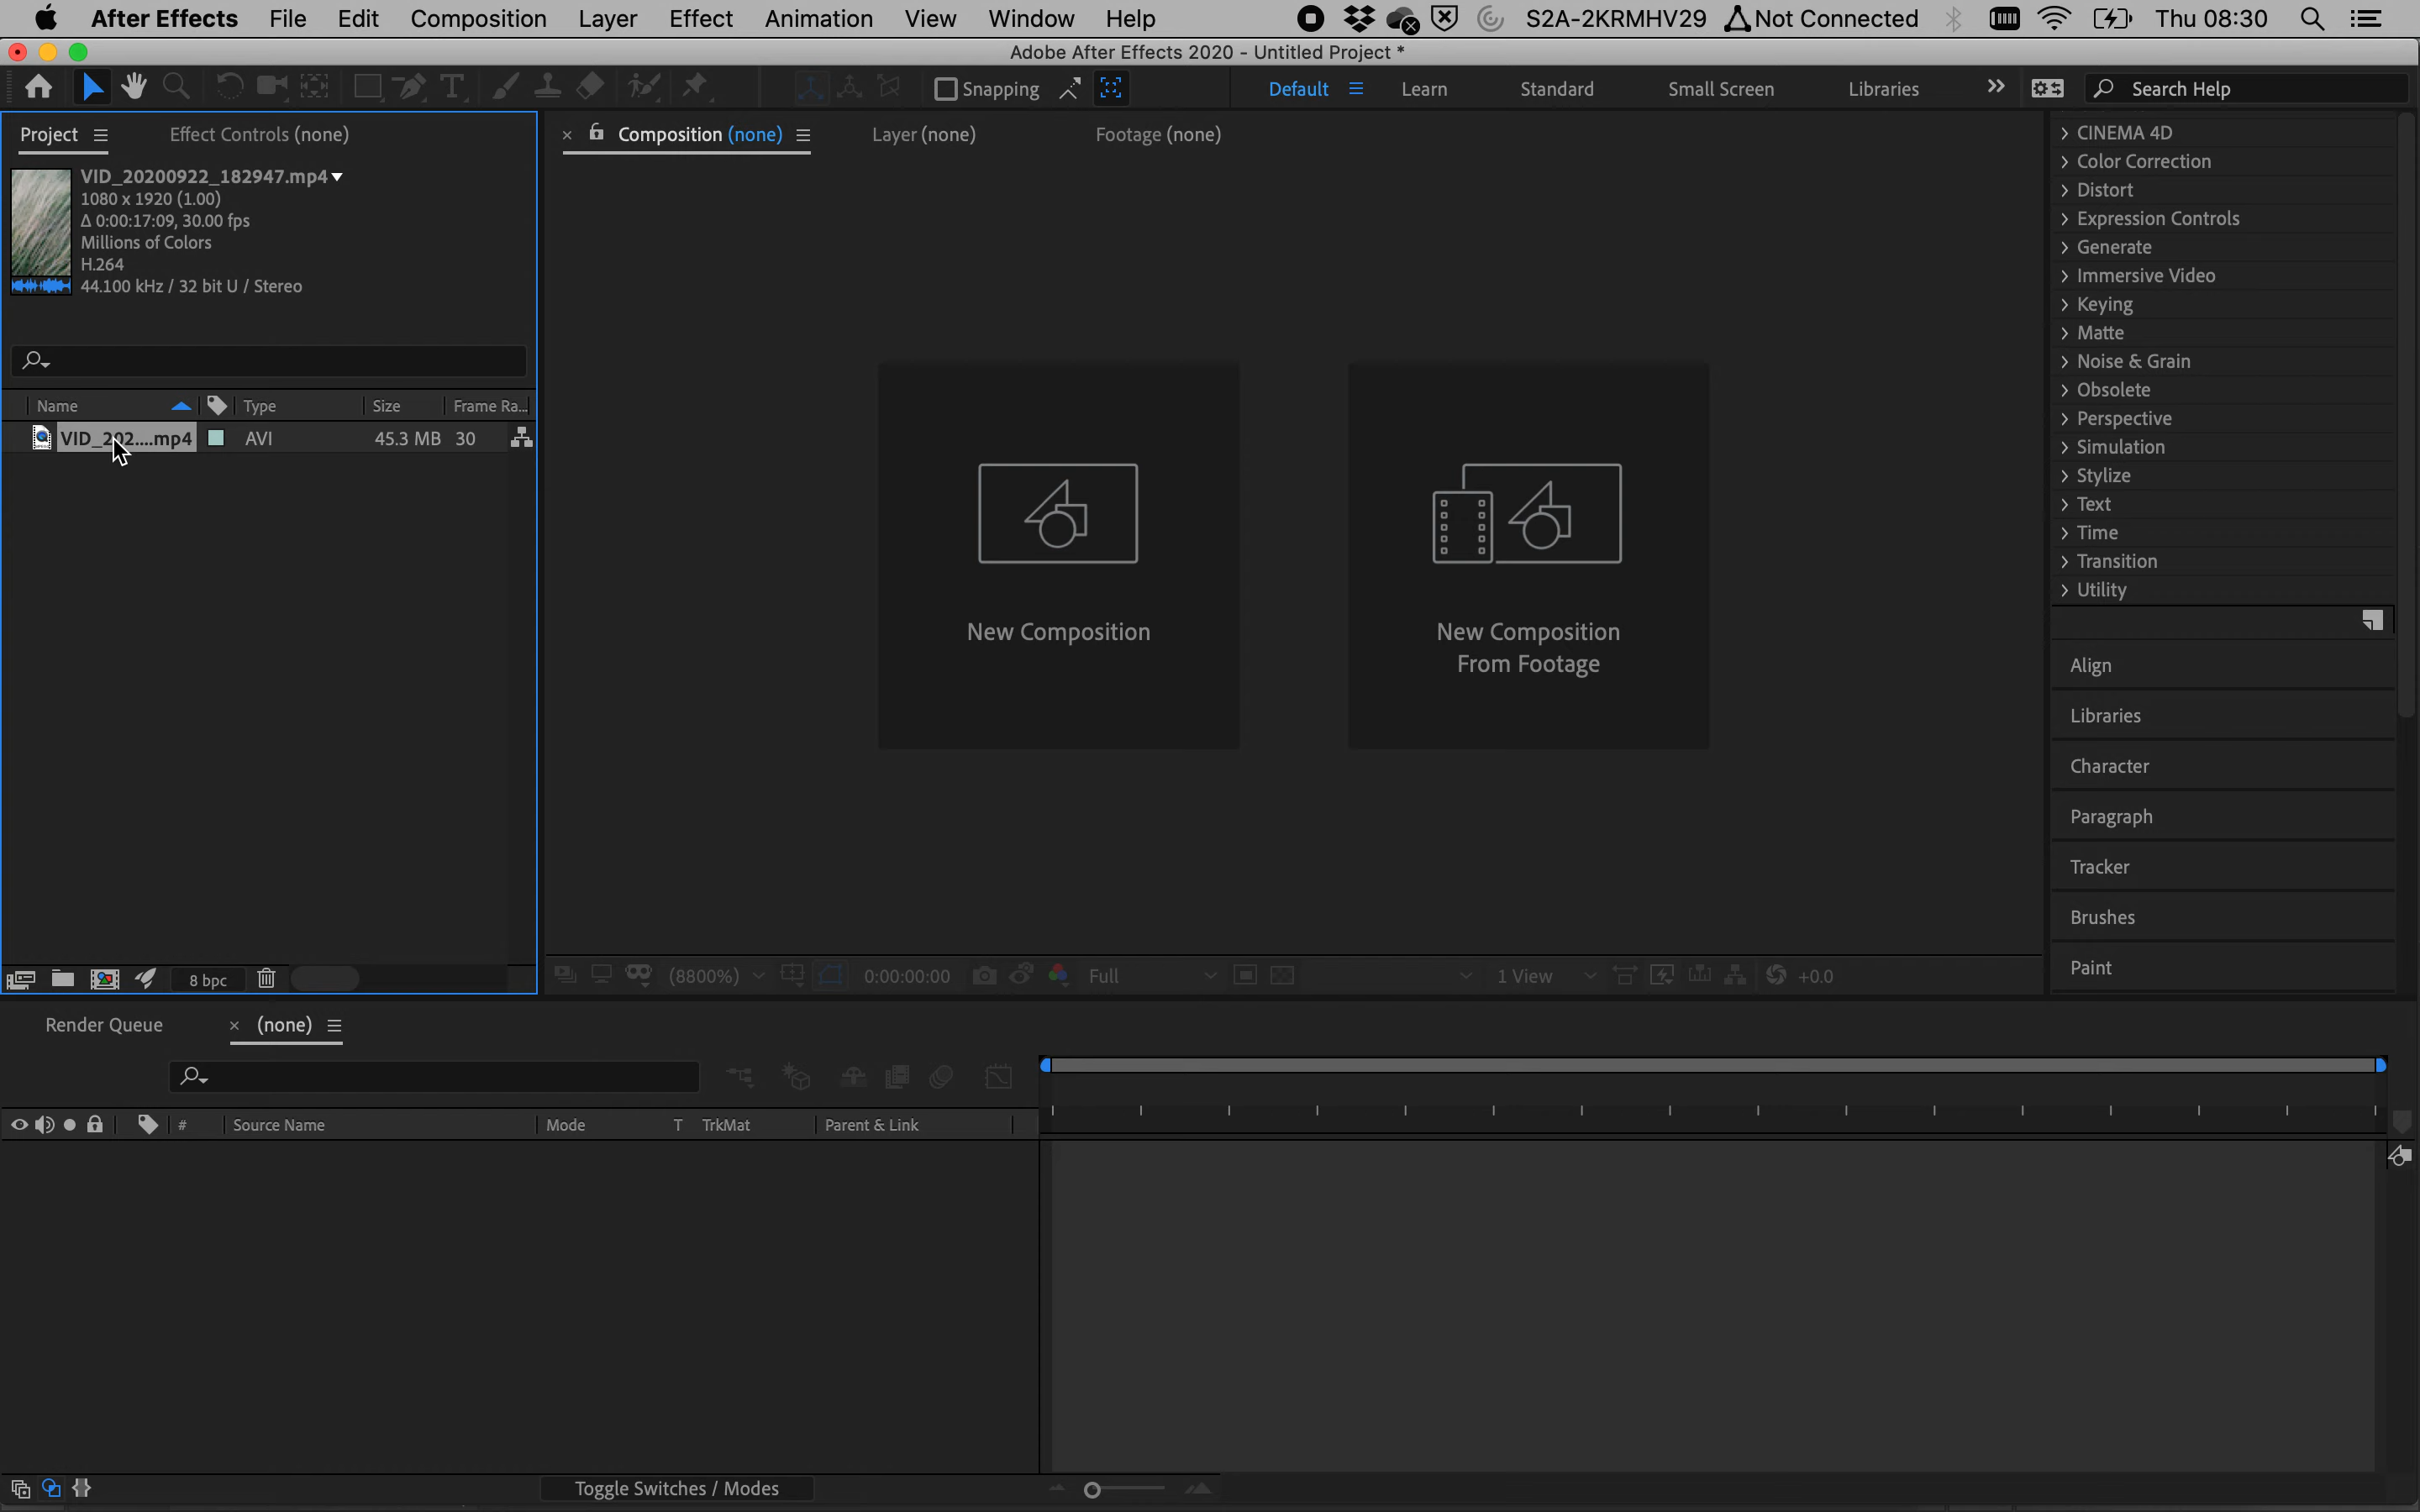 After Effects File Edit Composition Layer Effect Animation View Window Help S2A-2KRMHV29 Not Connected Thu 08:30
Adobe After Effects 2020 - Untitled Project *
Snapping Default Learn Standard Small Screen Libraries Search Help
Project Effect Controls (none)
Composition (none) Layer (none) Footage (none)
VID_20200922_182947.mp4
1080 x 1920 (1.00)
Δ 0:00:17:09, 30.00 fps
Millions of Colors
H.264
44.100 kHz / 32 bit U / Stereo
Name Type Size Frame Ra...
VID_202....mp4 AVI 45.3 MB 30
New Composition
New Composition
From Footage
CINEMA 4D
Color Correction
Distort
Expression Controls
Generate
Immersive Video
Keying
Matte
Noise & Grain
Obsolete
Perspective
Simulation
Stylize
Text
Time
Transition
Utility
Align
Libraries
Character
Paragraph
Tracker
Brushes
Paint
8 bpc
(8800%) 0:00:00:00 Full 1 View +0.0
Render Queue (none)
# Source Name Mode T TrkMat Parent & Link
Toggle Switches / Modes